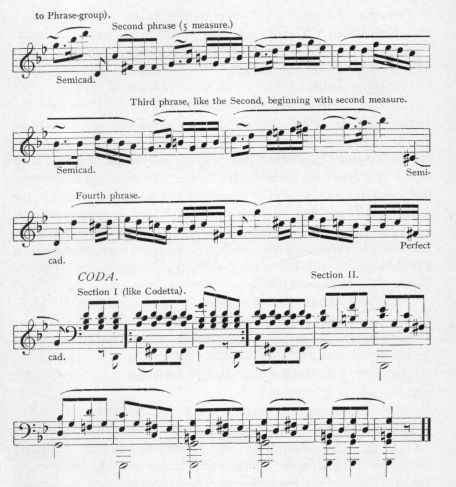 to Phrase-group).
Second phrase (5 measure.)
Semicad.
Third phrase, like the Second, beginning with second measure.
Semicad.
Semi-
Fourth phrase.
cad.
Perfect
CODA.
Section I (like Codetta).
Section II.
cad.